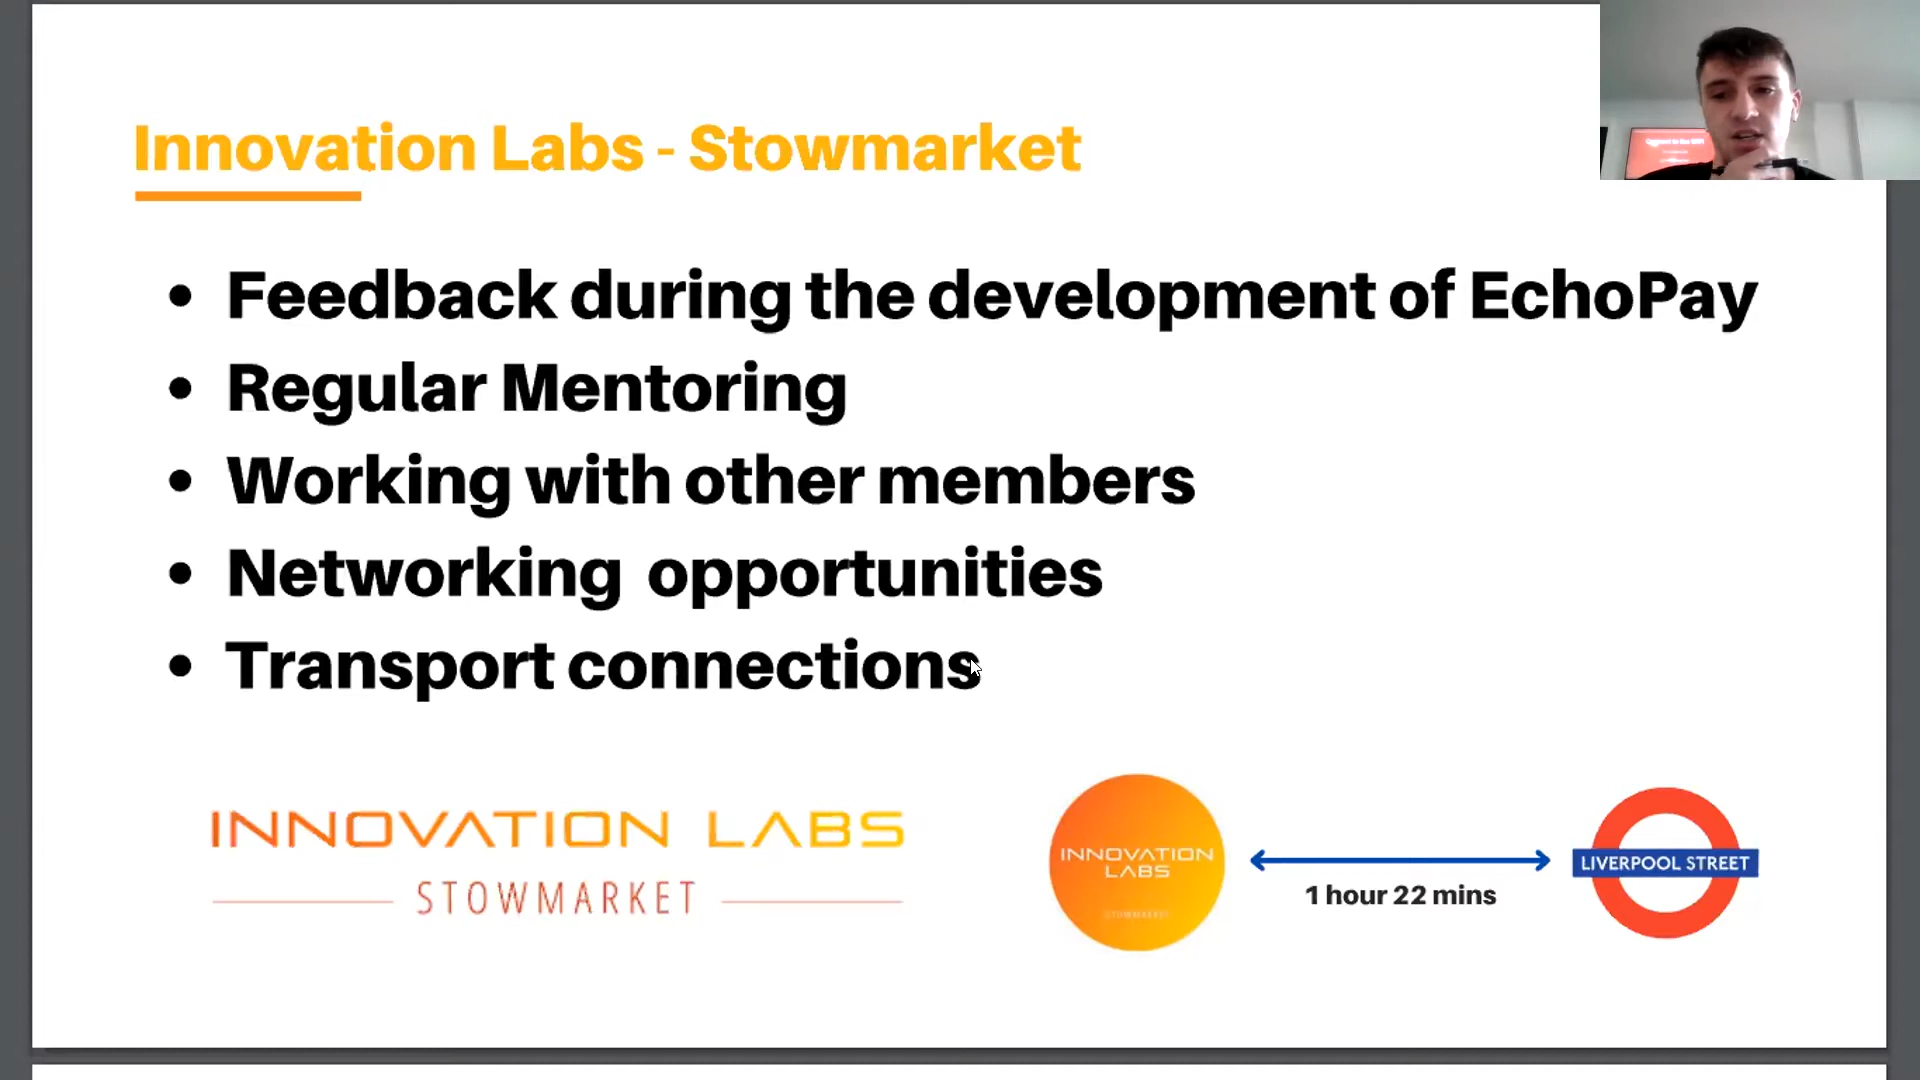 Innovation Labs - Stowmarket
Feedback during the development of EchoPay
Regular Mentoring
Working with other members
Networking opportunities
Transport connections
INNOVATION LABS
STOWMARKET
INNOVATION
LABS
STOWMARKET
1 hour 22 mins
LIVERPOOL STREET